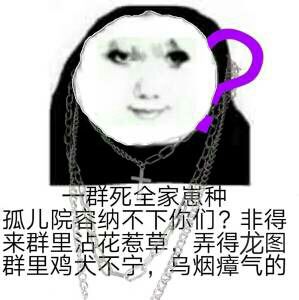 ?
一群死全家崽种
孤儿院容纳不下你们？非得
来群里沾花惹草，弄得龙图
群里鸡犬不宁，乌烟瘴气的